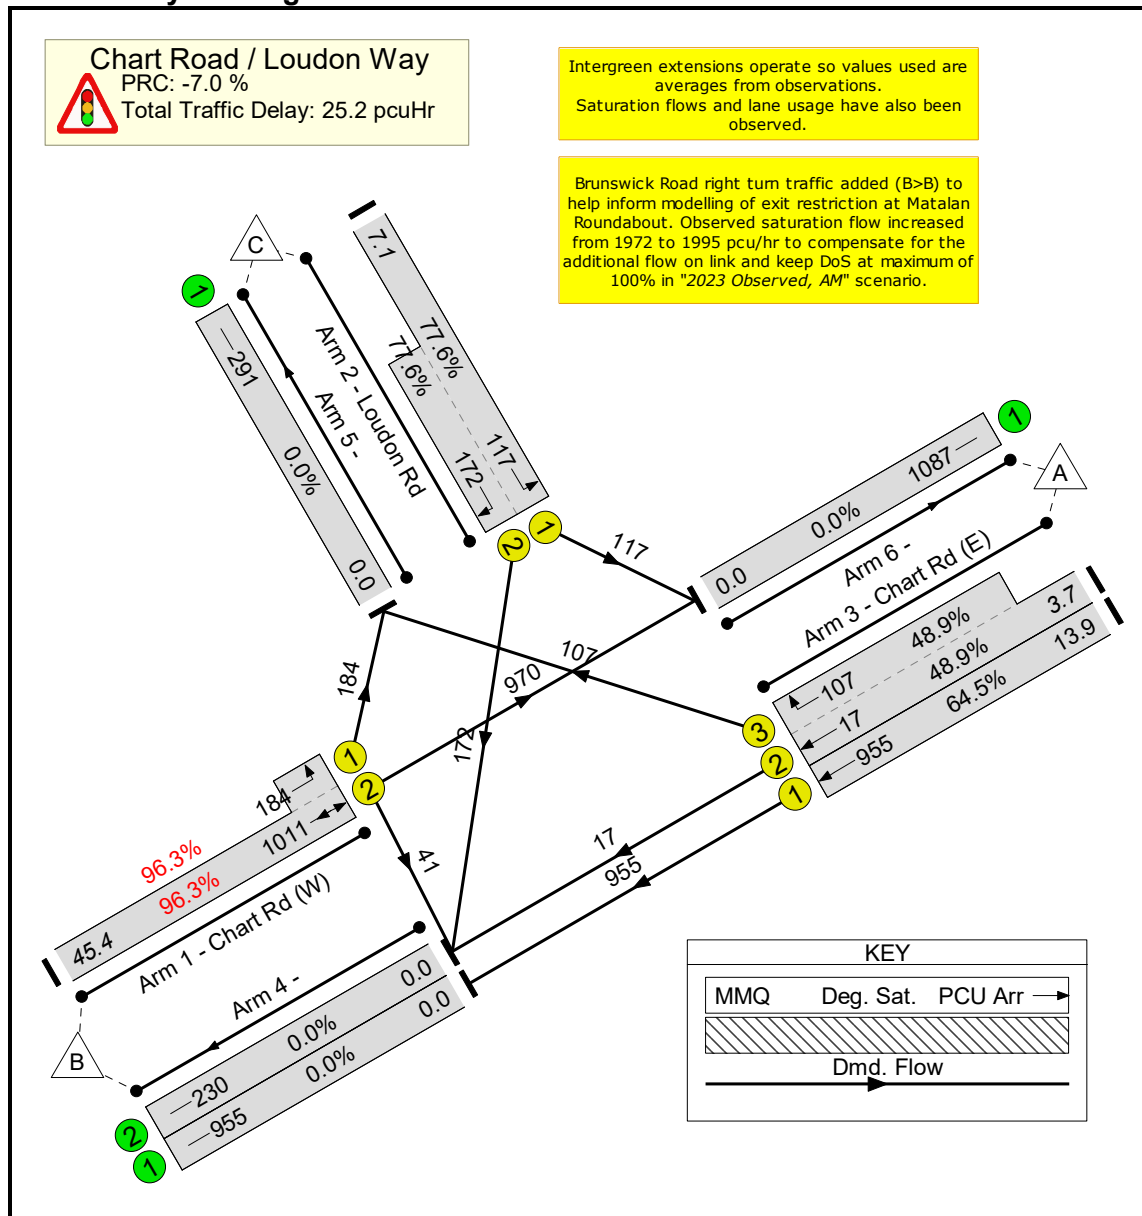 Chart Road / Loudon Way
PRC: -7.0 %
Total Traffic Delay: 25.2 pcuHr
Intergreen extensions operate so values used are
averages from observations.
Saturation flows and lane usage have also been
observed.
Brunswick Road right turn traffic added (B>B) to
help inform modelling of exit restriction at Matalan
Roundabout. Observed saturation flow increased
from 1972 to 1995 pcu/hr to compensate for the
additional flow on link and keep DoS at maximum of
100% in "2023 Observed, AM" scenario.
C
1
291
0.0%
0.0
Arm 5 -
Arm 2 - Loudon Rd
7.1
77.6%
77.6%
117
172
1
2
117
1
A
1087
0.0%
0.0
Arm 6 -
Arm 3 - Chart Rd (E)
48.9%
3.7
48.9%
13.9
64.5%
107
17
955
3
2
1
107
970
184
172
41
17
955
1
2
184
1011
96.3%
96.3%
45.4
Arm 1 - Chart Rd (W)
Arm 4 -
B
0.0
0.0%
230
0.0
0.0%
955
2
1
KEY
MMQ Deg. Sat. PCU Arr
Dmd. Flow